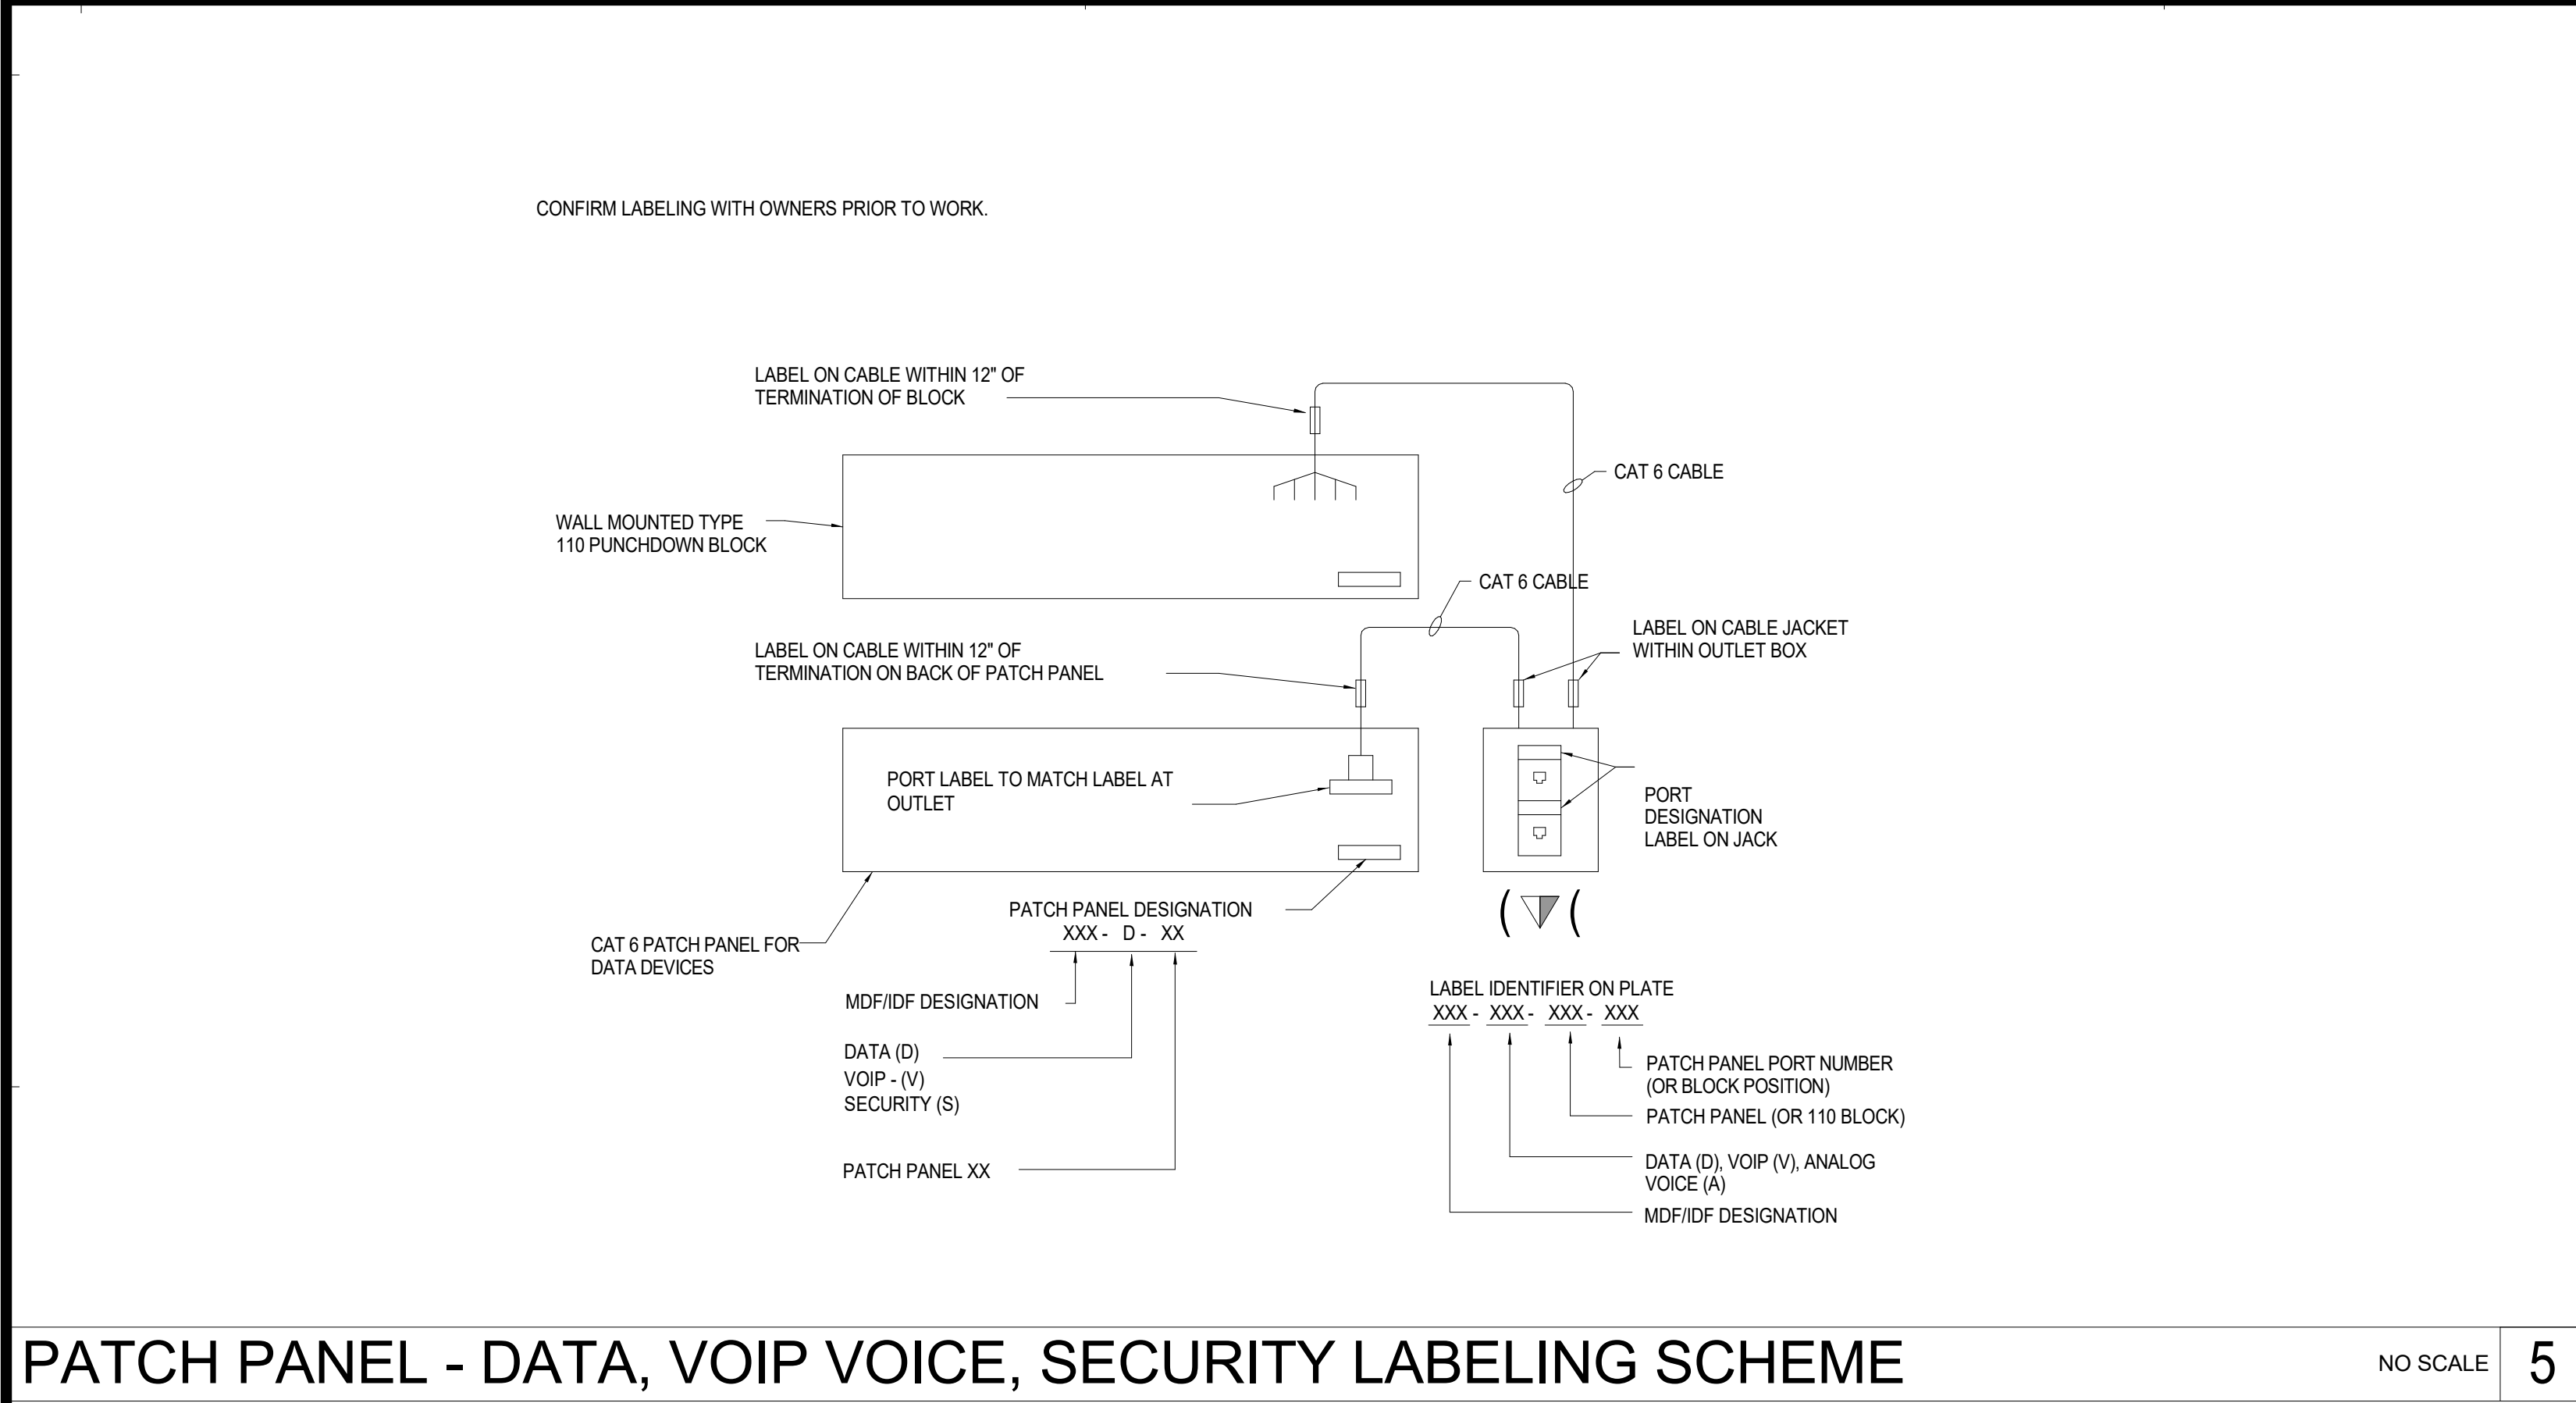 CONFIRM LABELING WITH OWNERS PRIOR TO WORK.
LABEL ON CABLE WITHIN 12" OF
TERMINATION OF BLOCK
CAT 6 CABLE
WALL MOUNTED TYPE
110 PUNCHDOWN BLOCK
CAT 6 CABLE
LABEL ON CABLE JACKET
WITHIN OUTLET BOX
LABEL ON CABLE WITHIN 12" OF
TERMINATION ON BACK OF PATCH PANEL
PORT LABEL TO MATCH LABEL AT
OUTLET
PORT
DESIGNATION
LABEL ON JACK
PATCH PANEL DESIGNATION
XXX - D - XX
CAT 6 PATCH PANEL FOR
DATA DEVICES
MDF/IDF DESIGNATION
DATA (D)
VOIP - (V)
SECURITY (S)
PATCH PANEL XX
( (
LABEL IDENTIFIER ON PLATE
XXX - XXX - XXX - XXX
PATCH PANEL PORT NUMBER
(OR BLOCK POSITION)
PATCH PANEL (OR 110 BLOCK)
DATA (D), VOIP (V), ANALOG
VOICE (A)
MDF/IDF DESIGNATION
PATCH PANEL - DATA, VOIP VOICE, SECURITY LABELING SCHEME
NO SCALE
5